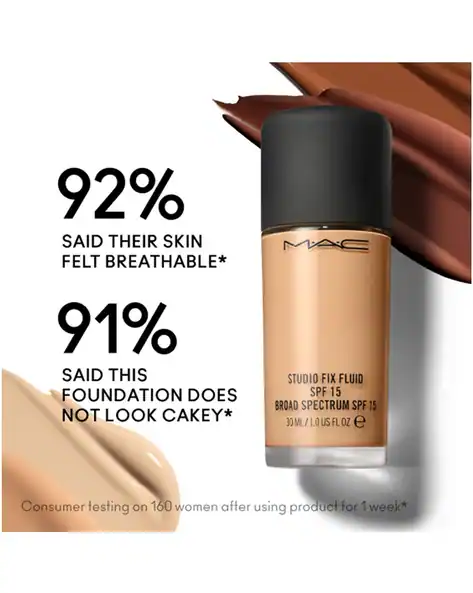 92%
SAID THEIR SKIN
FELT BREATHABLE*
91%
SAID THIS
FOUNDATION DOES
NOT LOOK CAKEY*
M·A·C
STUDIO FIX FLUID
SPF 15
BROAD SPECTRUM SPF 15
30 ML / 1.0 US FL OZ e
Consumer testing on 160 women after using product for 1 week*